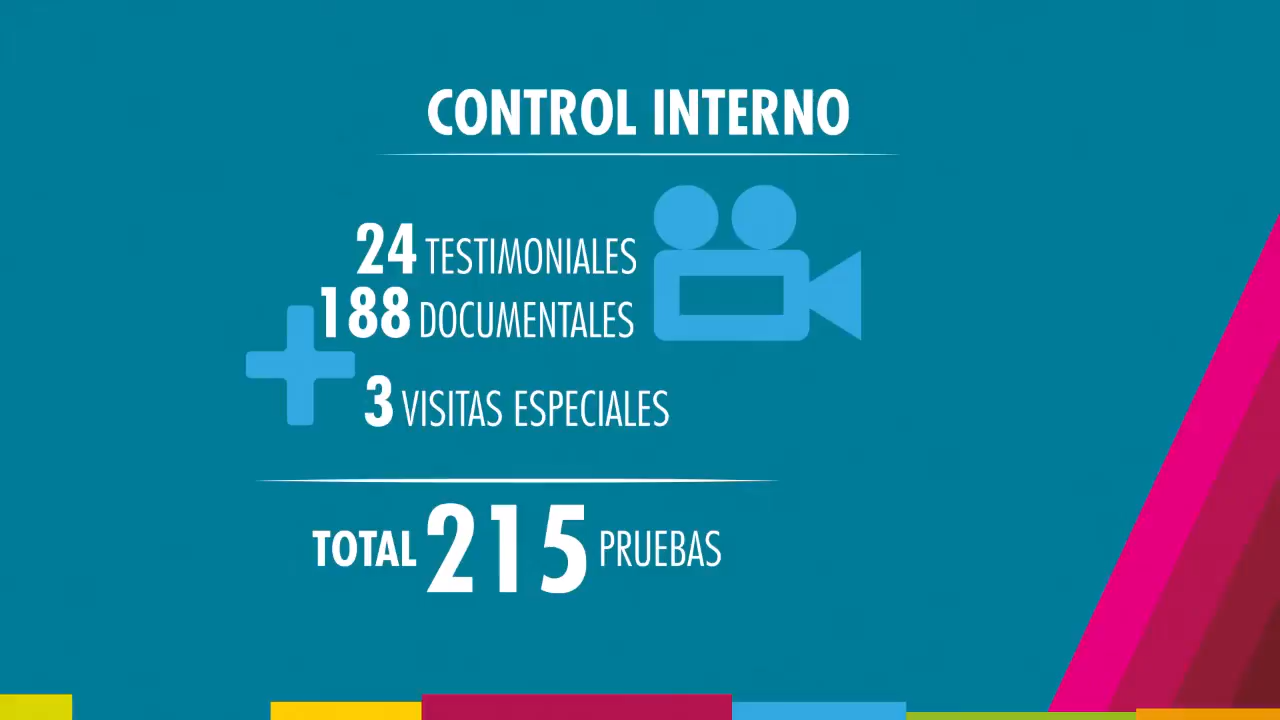 CONTROL INTERNO
24 TESTIMONIALES
188 DOCUMENTALES
3 VISITAS ESPECIALES
TOTAL 215 PRUEBAS